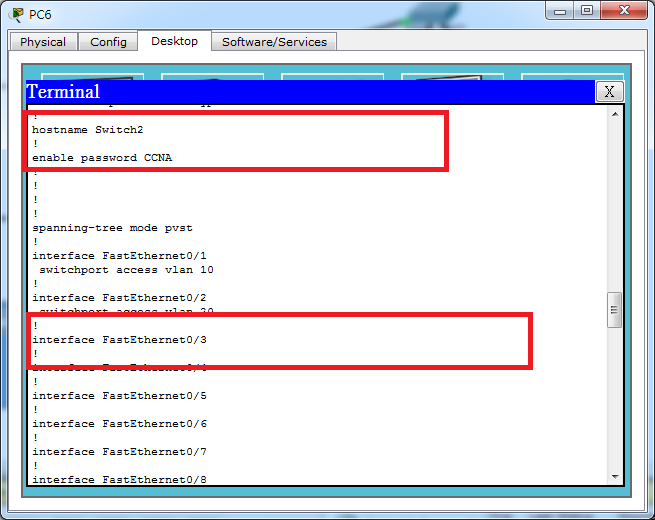 PC6
Physical Config Desktop Software/Services
Terminal X
!
hostname Switch2
!
enable password CCNA
!
!
!
!
spanning-tree mode pvst
!
interface FastEthernet0/1
switchport access vlan 10
!
interface FastEthernet0/2
switchport access vlan 20
!
interface FastEthernet0/3
!
interface FastEthernet0/4
!
interface FastEthernet0/5
!
interface FastEthernet0/6
!
interface FastEthernet0/7
!
interface FastEthernet0/8